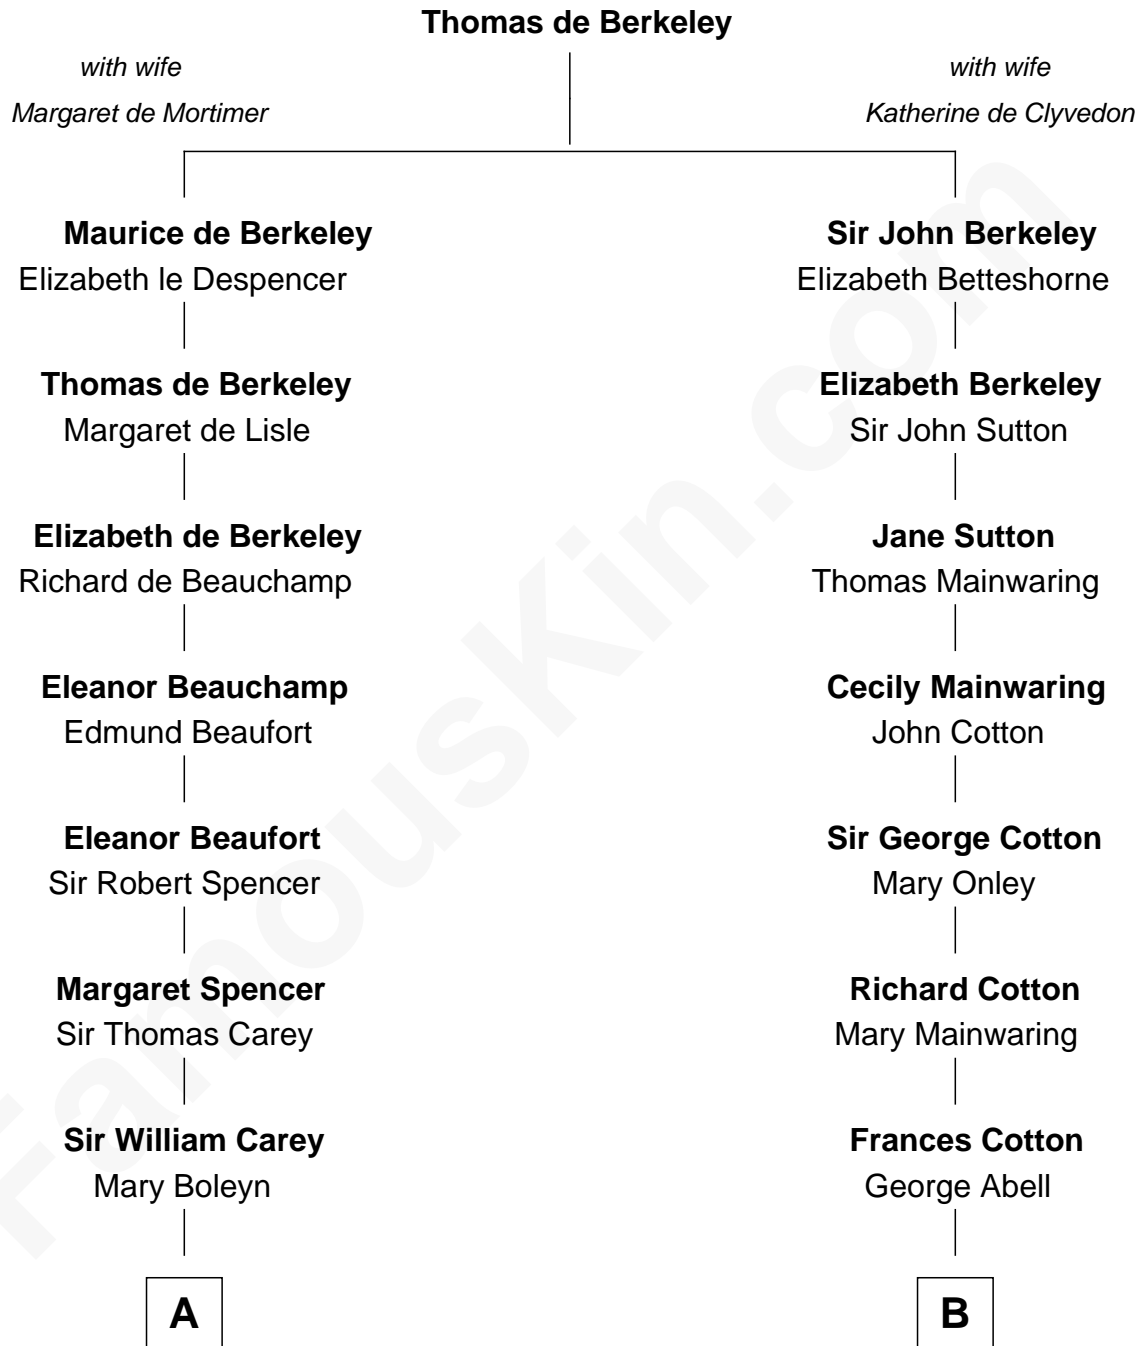 Thomas de Berkeley
with wife
Margaret de Mortimer
with wife
Katherine de Clyvedon
Maurice de Berkeley
Elizabeth le Despencer
Sir John Berkeley
Elizabeth Betteshorne
Thomas de Berkeley
Margaret de Lisle
Elizabeth Berkeley
Sir John Sutton
Elizabeth de Berkeley
Richard de Beauchamp
Jane Sutton
Thomas Mainwaring
Eleanor Beauchamp
Edmund Beaufort
Cecily Mainwaring
John Cotton
Eleanor Beaufort
Sir Robert Spencer
Sir George Cotton
Mary Onley
Margaret Spencer
Sir Thomas Carey
Richard Cotton
Mary Mainwaring
Sir William Carey
Mary Boleyn
Frances Cotton
George Abell
A
B
FamousKin.com